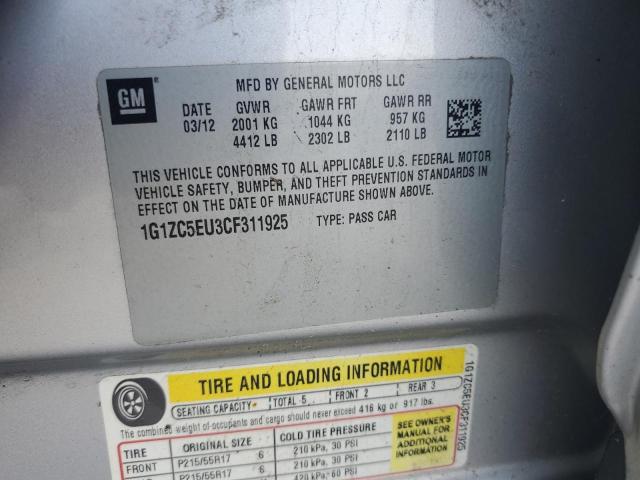 GM
MFD BY GENERAL MOTORS LLC
DATE GVWR GAWR FRT GAWR RR
03/12 2001 KG 1044 KG 957 KG
4412 LB 2302 LB 2110 LB
THIS VEHICLE CONFORMS TO ALL APPLICABLE U.S. FEDERAL MOTOR
VEHICLE SAFETY, BUMPER, AND THEFT PREVENTION STANDARDS IN
EFFECT ON THE DATE OF MANUFACTURE SHOWN ABOVE.
1G1ZC5EU3CF311925 TYPE: PASS CAR
TIRE AND LOADING INFORMATION
SEATING CAPACITY TOTAL 5 FRONT 2 REAR 3
The combined weight of occupants and cargo should never exceed 416 kg or 917 lbs.
TIRE ORIGINAL SIZE COLD TIRE PRESSURE
FRONT P215/55R17 210 kPa, 30 PSI
P215/55R17 210 kPa, 30 PSI
420 kPa, 60 PSI
SEE OWNER'S
MANUAL FOR
ADDITIONAL
INFORMATION
1G1ZC5EU3CF311925